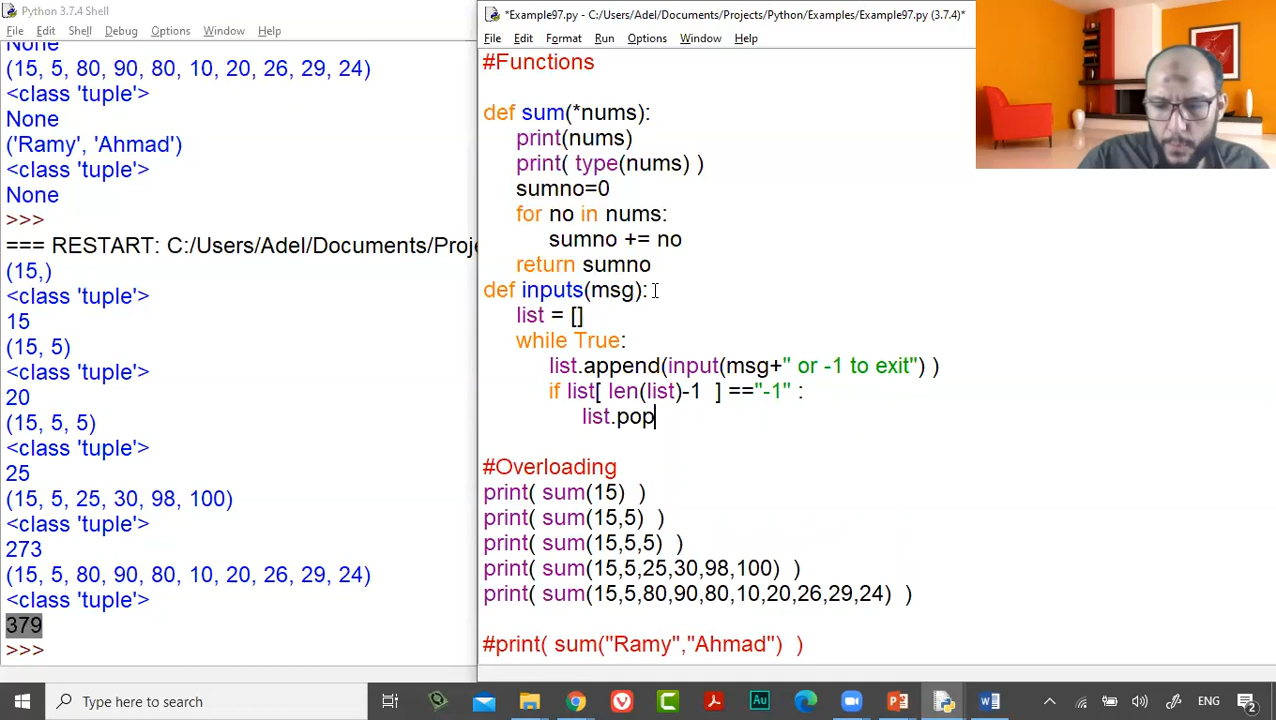 Python 3.7.4 Shell
File Edit Shell Debug Options Window Help
None
(15, 5, 80, 90, 80, 10, 20, 26, 29, 24)
<class 'tuple'>
None
('Ramy', 'Ahmad')
<class 'tuple'>
None
>>>
=== RESTART: C:/Users/Adel/Documents/Proje
(15,)
<class 'tuple'>
15
(15, 5)
<class 'tuple'>
20
(15, 5, 5)
<class 'tuple'>
25
(15, 5, 25, 30, 98, 100)
<class 'tuple'>
273
(15, 5, 80, 90, 80, 10, 20, 26, 29, 24)
<class 'tuple'>
379
>>>
*Example97.py - C:/Users/Adel/Documents/Projects/Python/Examples/Example97.py (3.7.4)*
File Edit Format Run Options Window Help
#Functions
def sum(*nums):
print(nums)
print( type(nums) )
sumno=0
for no in nums:
sumno += no
return sumno
def inputs(msg):
list = []
while True:
list.append(input(msg+" or -1 to exit") )
if list[ len(list)-1 ] =="-1" :
list.pop
#Overloading
print( sum(15) )
print( sum(15,5) )
print( sum(15,5,5) )
print( sum(15,5,25,30,98,100) )
print( sum(15,5,80,90,80,10,20,26,29,24) )
#print( sum("Ramy","Ahmad") )
Type here to search
ENG
2